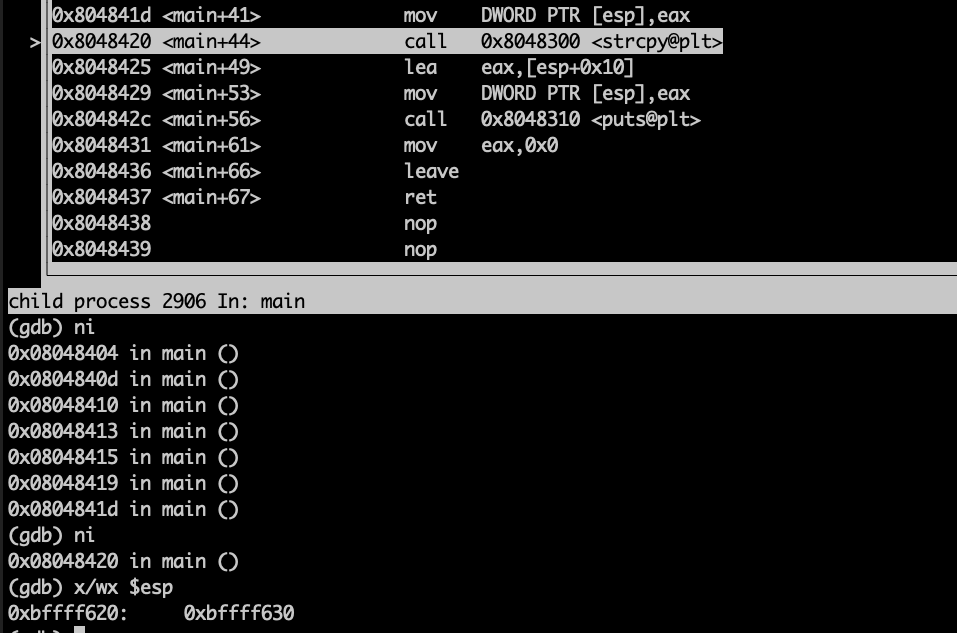 0x804841d <main+41> mov DWORD PTR [esp],eax
> 0x8048420 <main+44> call 0x8048300 <strcpy@plt>
0x8048425 <main+49> lea eax,[esp+0x10]
0x8048429 <main+53> mov DWORD PTR [esp],eax
0x804842c <main+56> call 0x8048310 <puts@plt>
0x8048431 <main+61> mov eax,0x0
0x8048436 <main+66> leave
0x8048437 <main+67> ret
0x8048438 nop
0x8048439 nop
child process 2906 In: main
(gdb) ni
0x08048404 in main ()
0x0804840d in main ()
0x08048410 in main ()
0x08048413 in main ()
0x08048415 in main ()
0x08048419 in main ()
0x0804841d in main ()
(gdb) ni
0x08048420 in main ()
(gdb) x/wx $esp
0xbffff620: 0xbffff630
(gdb)